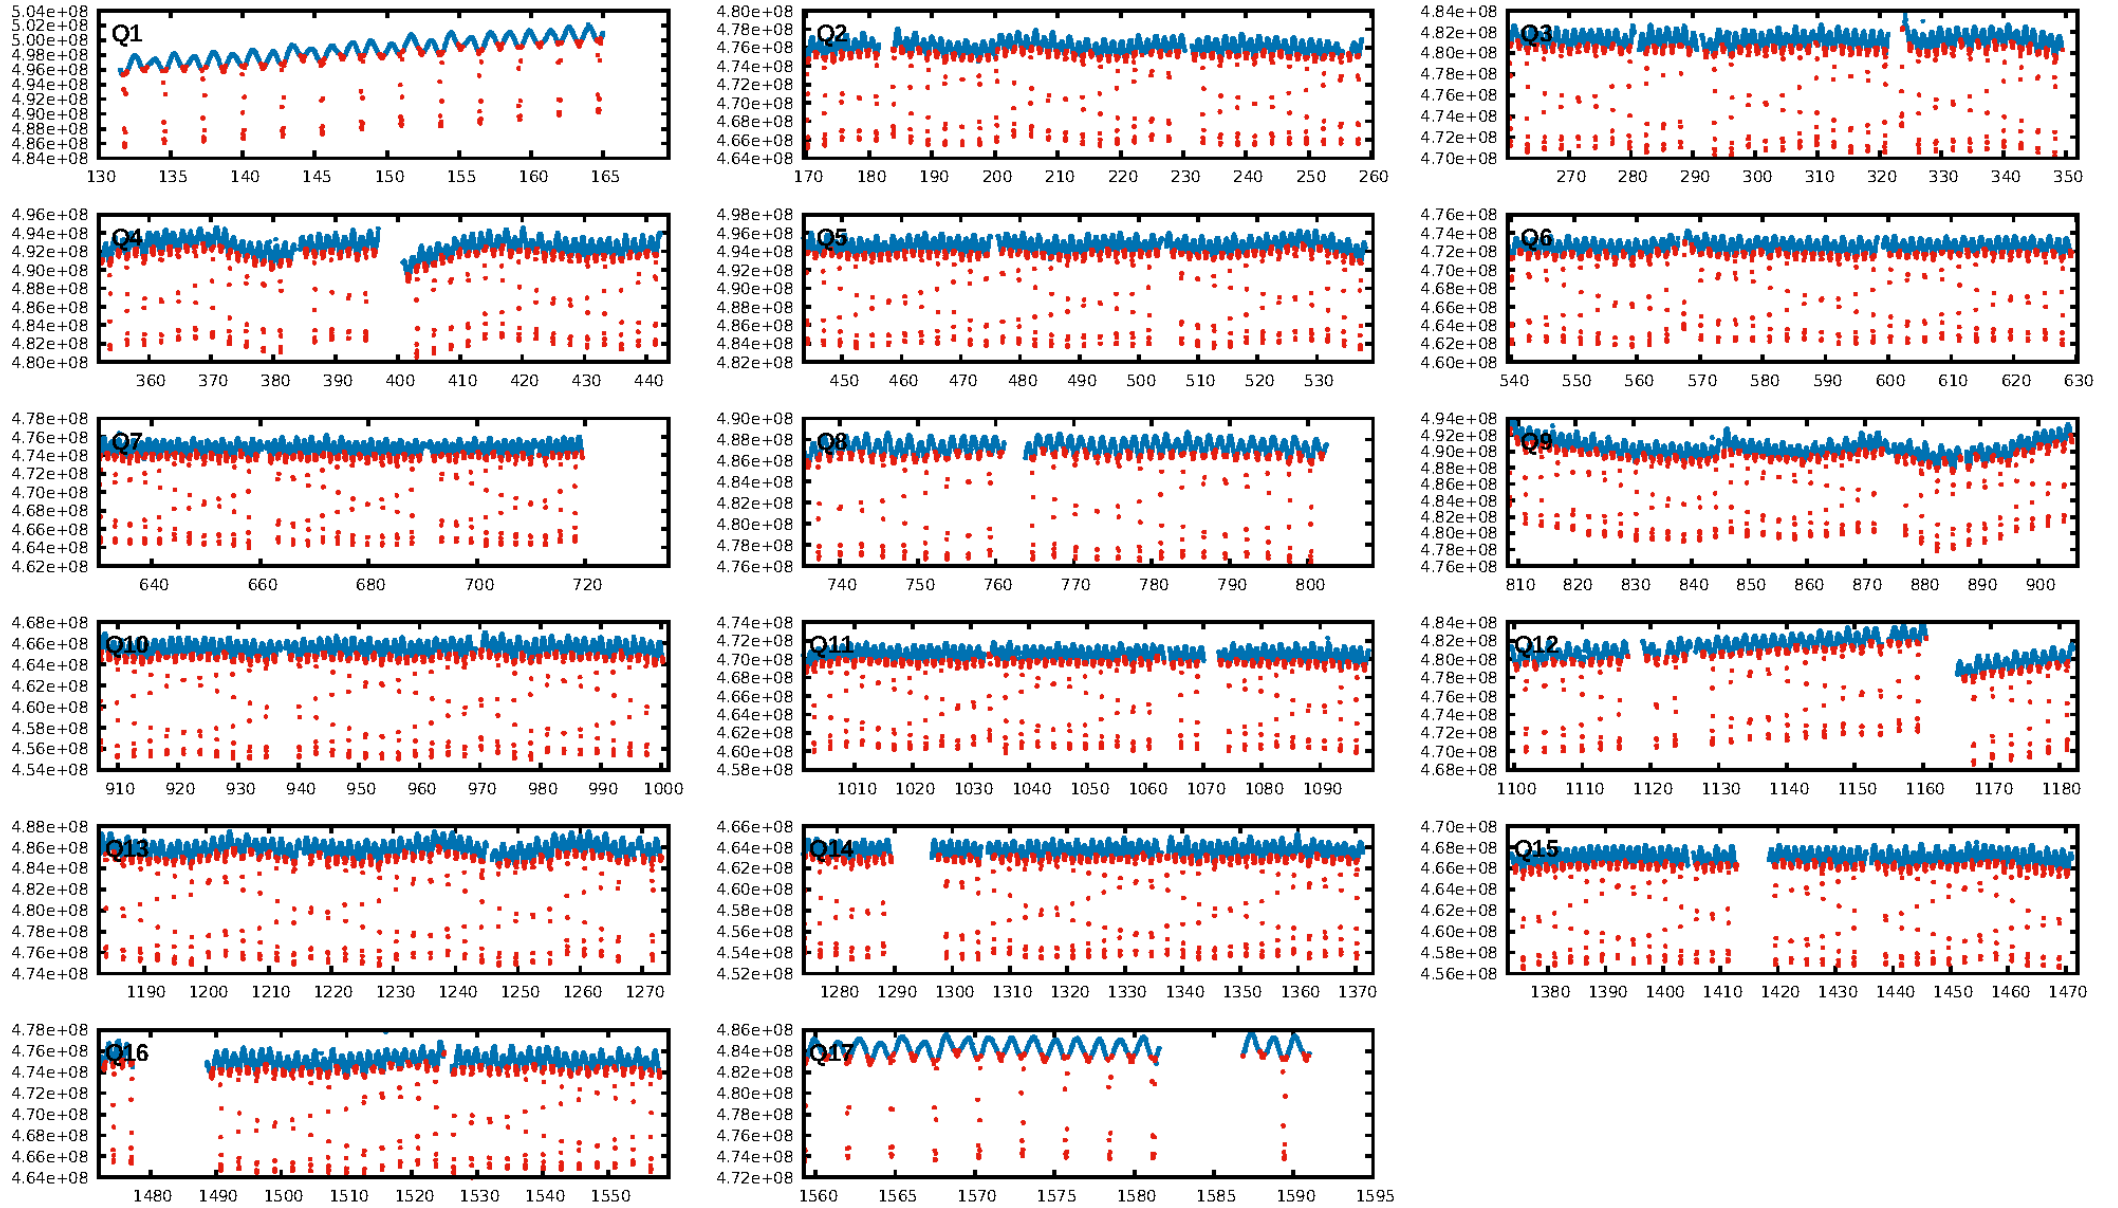 Q1
5.04e+08
5.02e+08
5.00e+08
4.98e+08
4.96e+08
4.94e+08
4.92e+08
4.90e+08
4.88e+08
4.86e+08
4.84e+08
130 135 140 145 150 155 160 165
Q2
4.80e+08
4.78e+08
4.76e+08
4.74e+08
4.72e+08
4.70e+08
4.68e+08
4.66e+08
4.64e+08
170 180 190 200 210 220 230 240 250 260
Q3
4.84e+08
4.82e+08
4.80e+08
4.78e+08
4.76e+08
4.74e+08
4.72e+08
4.70e+08
270 280 290 300 310 320 330 340 350
Q4
4.96e+08
4.94e+08
4.92e+08
4.90e+08
4.88e+08
4.86e+08
4.84e+08
4.82e+08
4.80e+08
360 370 380 390 400 410 420 430 440
Q5
4.98e+08
4.96e+08
4.94e+08
4.92e+08
4.90e+08
4.88e+08
4.86e+08
4.84e+08
4.82e+08
450 460 470 480 490 500 510 520 530
Q6
4.76e+08
4.74e+08
4.72e+08
4.70e+08
4.68e+08
4.66e+08
4.64e+08
4.62e+08
4.60e+08
540 550 560 570 580 590 600 610 620 630
Q7
4.78e+08
4.76e+08
4.74e+08
4.72e+08
4.70e+08
4.68e+08
4.66e+08
4.64e+08
4.62e+08
640 660 680 700 720
Q8
4.90e+08
4.88e+08
4.86e+08
4.84e+08
4.82e+08
4.80e+08
4.78e+08
4.76e+08
740 750 760 770 780 790 800
Q9
4.94e+08
4.92e+08
4.90e+08
4.88e+08
4.86e+08
4.84e+08
4.82e+08
4.80e+08
4.78e+08
4.76e+08
810 820 830 840 850 860 870 880 890 900
Q10
4.68e+08
4.66e+08
4.64e+08
4.62e+08
4.60e+08
4.58e+08
4.56e+08
4.54e+08
910 920 930 940 950 960 970 980 990 1000
Q11
4.74e+08
4.72e+08
4.70e+08
4.68e+08
4.66e+08
4.64e+08
4.62e+08
4.60e+08
4.58e+08
1010 1020 1030 1040 1050 1060 1070 1080 1090
Q12
4.84e+08
4.82e+08
4.80e+08
4.78e+08
4.76e+08
4.74e+08
4.72e+08
4.70e+08
4.68e+08
1100 1110 1120 1130 1140 1150 1160 1170 1180
Q13
4.88e+08
4.86e+08
4.84e+08
4.82e+08
4.80e+08
4.78e+08
4.76e+08
4.74e+08
1190 1200 1210 1220 1230 1240 1250 1260 1270
Q14
4.66e+08
4.64e+08
4.62e+08
4.60e+08
4.58e+08
4.56e+08
4.54e+08
4.52e+08
1280 1290 1300 1310 1320 1330 1340 1350 1360 1370
Q15
4.70e+08
4.68e+08
4.66e+08
4.64e+08
4.62e+08
4.60e+08
4.58e+08
4.56e+08
1380 1390 1400 1410 1420 1430 1440 1450 1460 1470
Q16
4.78e+08
4.76e+08
4.74e+08
4.72e+08
4.70e+08
4.68e+08
4.66e+08
4.64e+08
1480 1490 1500 1510 1520 1530 1540 1550
Q17
4.86e+08
4.84e+08
4.82e+08
4.80e+08
4.78e+08
4.76e+08
4.74e+08
4.72e+08
1560 1565 1570 1575 1580 1585 1590 1595